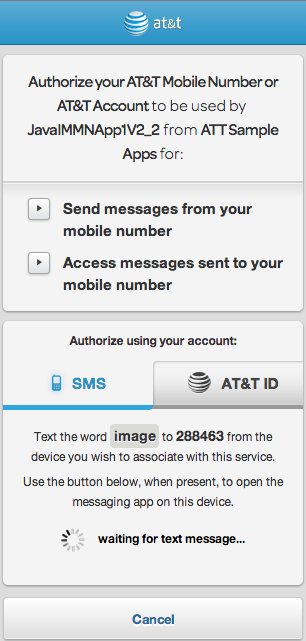 at&t
Authorize your AT&T Mobile Number or
AT&T Account to be used by
JavaIMMNApp1V2_2 from ATT Sample
Apps for:
Send messages from your
mobile number
Access messages sent to your
mobile number
Authorize using your account:
SMS
AT&T ID
Text the word image to 288463 from the
device you wish to associate with this service.
Use the button below, when present, to open the
messaging app on this device.
waiting for text message...
Cancel